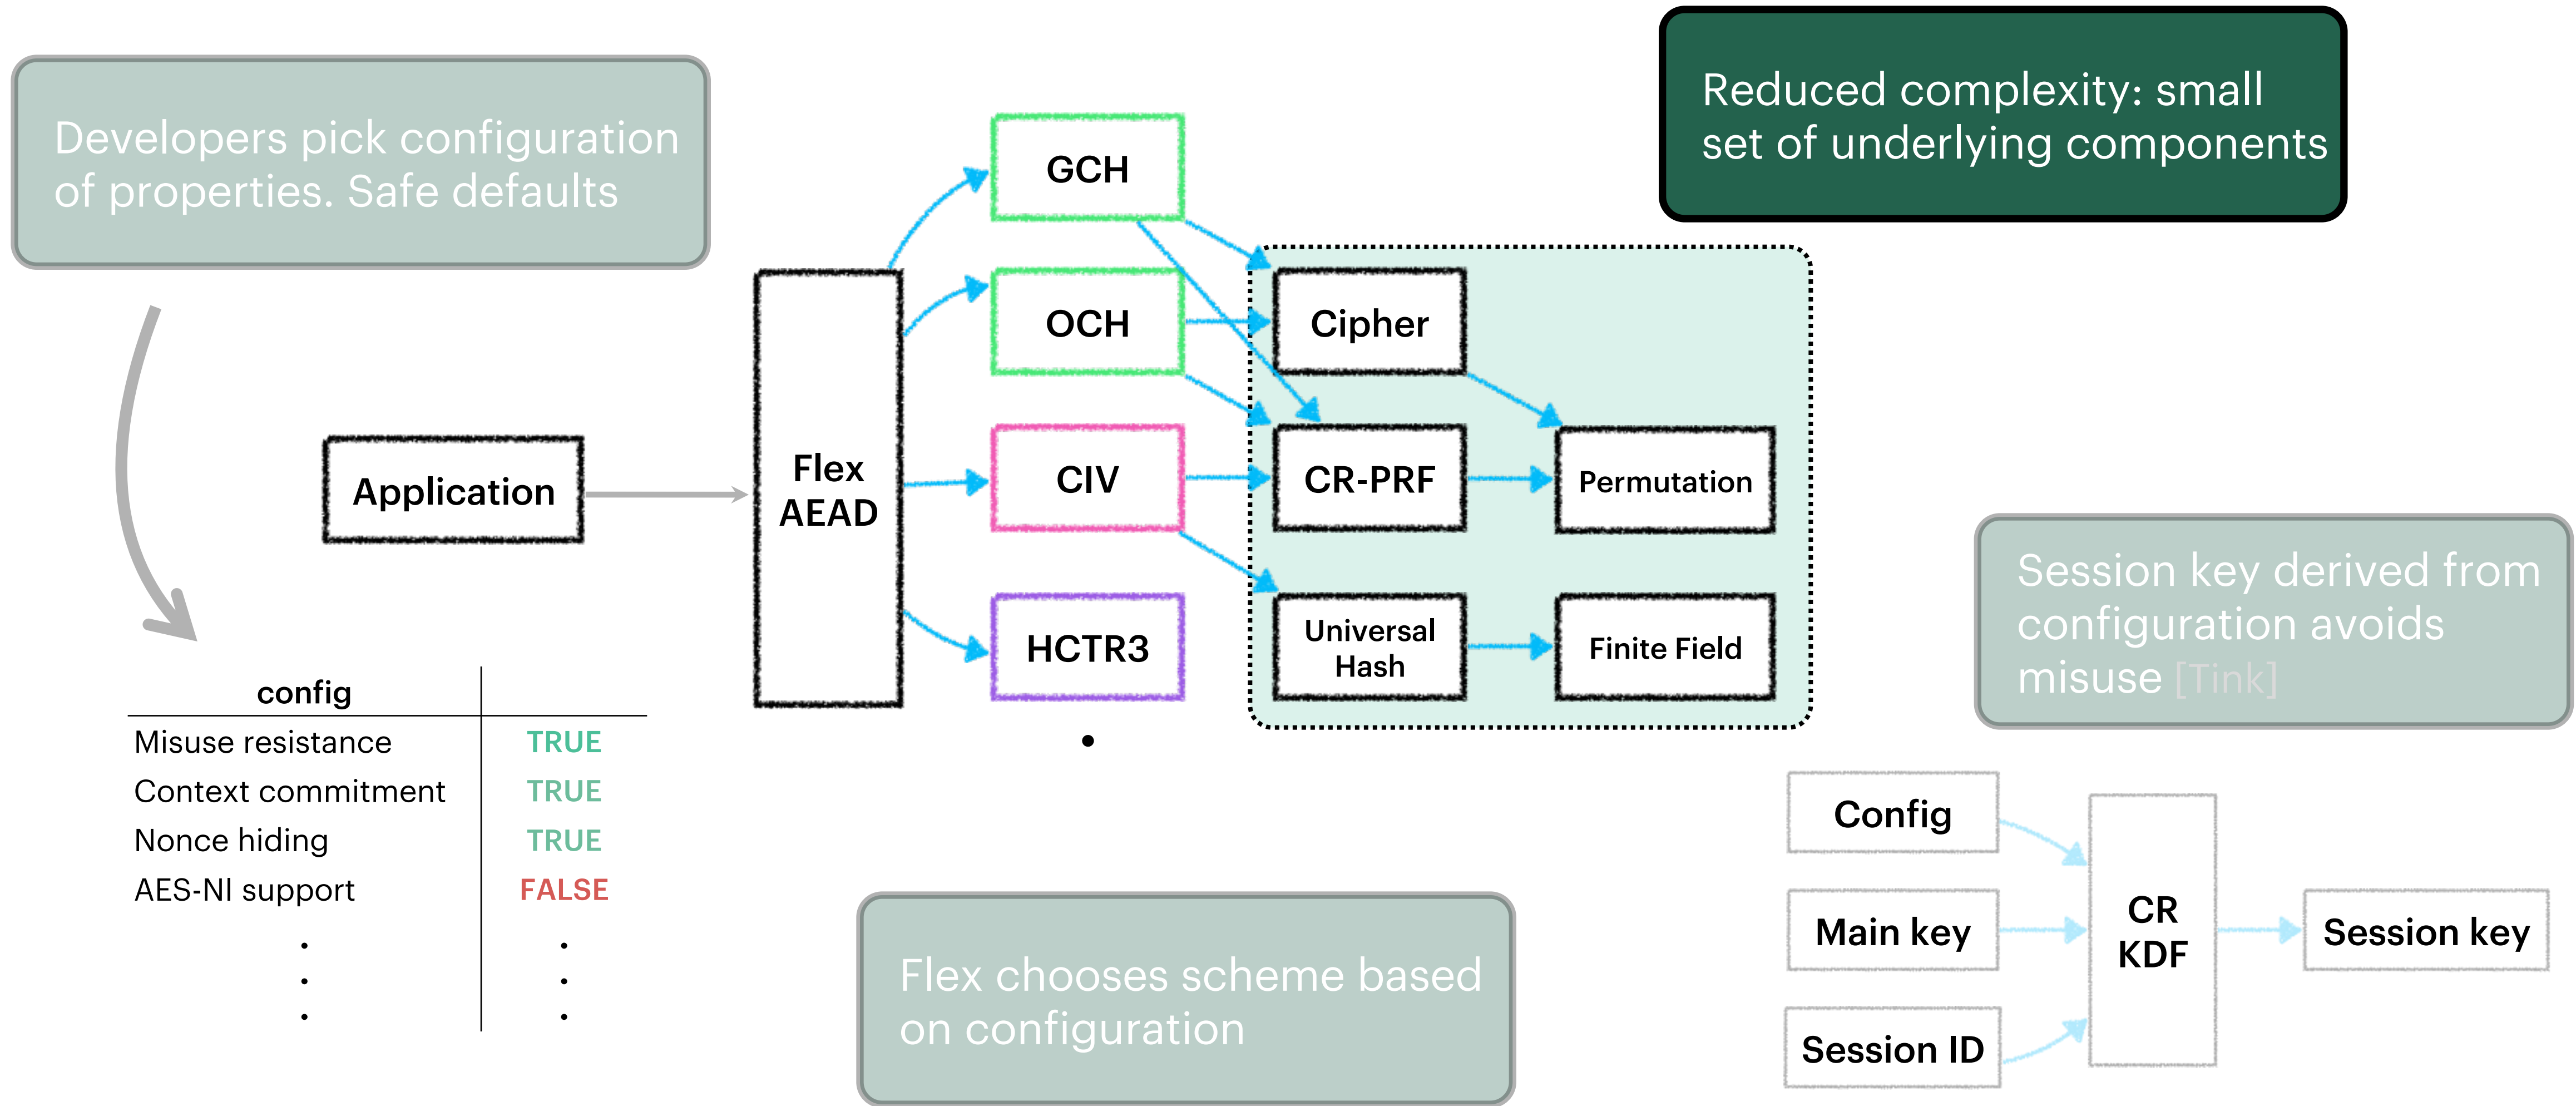 Developers pick configuration
of properties. Safe defaults
Reduced complexity: small
set of underlying components
GCH
OCH
CIV
HCTR3
Application
Flex
AEAD
Cipher
CR-PRF
Permutation
Universal
Hash
Finite Field
Session key derived from
configuration avoids
misuse [Tink]
config
Misuse resistance TRUE
Context commitment TRUE
Nonce hiding TRUE
AES-NI support FALSE
Flex chooses scheme based
on configuration
Config
Main key
Session ID
CR
KDF
Session key